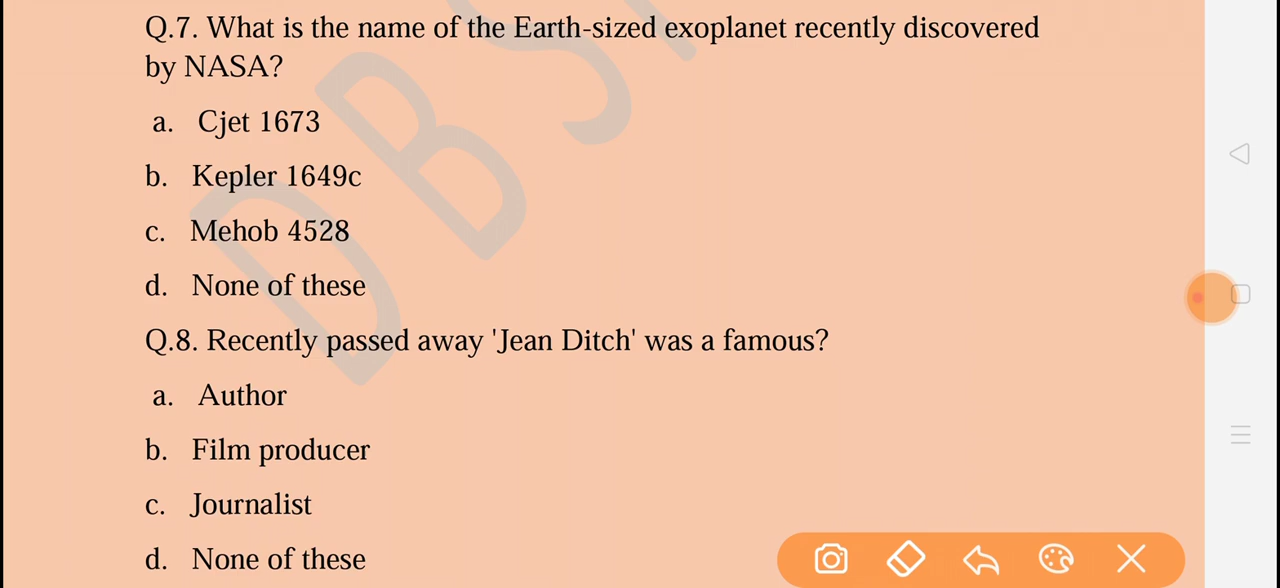 Q.7. What is the name of the Earth-sized exoplanet recently discovered
by NASA?
a. Cjet 1673
b. Kepler 1649c
c. Mehob 4528
d. None of these
Q.8. Recently passed away 'Jean Ditch' was a famous?
a. Author
b. Film producer
c. Journalist
d. None of these